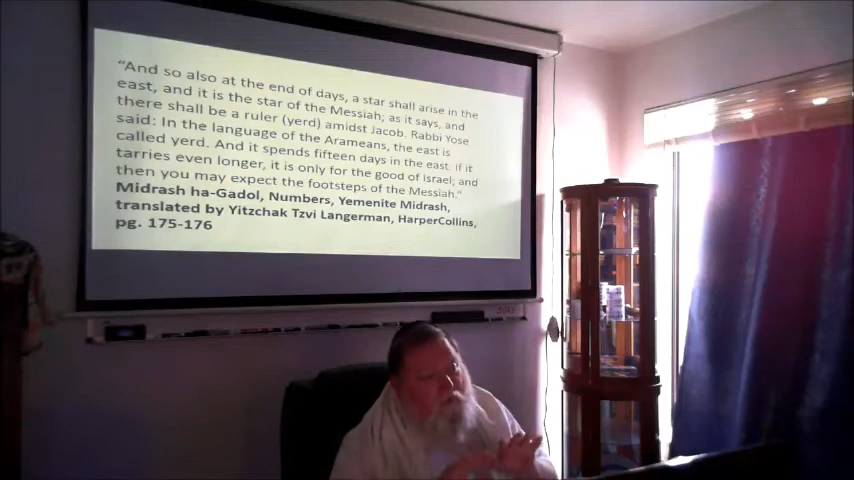 “And so also at the end of days, a star shall arise in the
east, and it is the star of the Messiah; as it says, and
there shall be a ruler (yerd) amidst Jacob. Rabbi Yose
said: In the language of the Arameans, the east is
called yerd. And it spends fifteen days in the east. if it
tarries even longer, it is only for the good of Israel; and
then you may expect the footsteps of the Messiah.”
Midrash ha-Gadol, Numbers, Yemenite Midrash,
translated by Yitzchak Tzvi Langerman, HarperCollins,
pg. 175-176